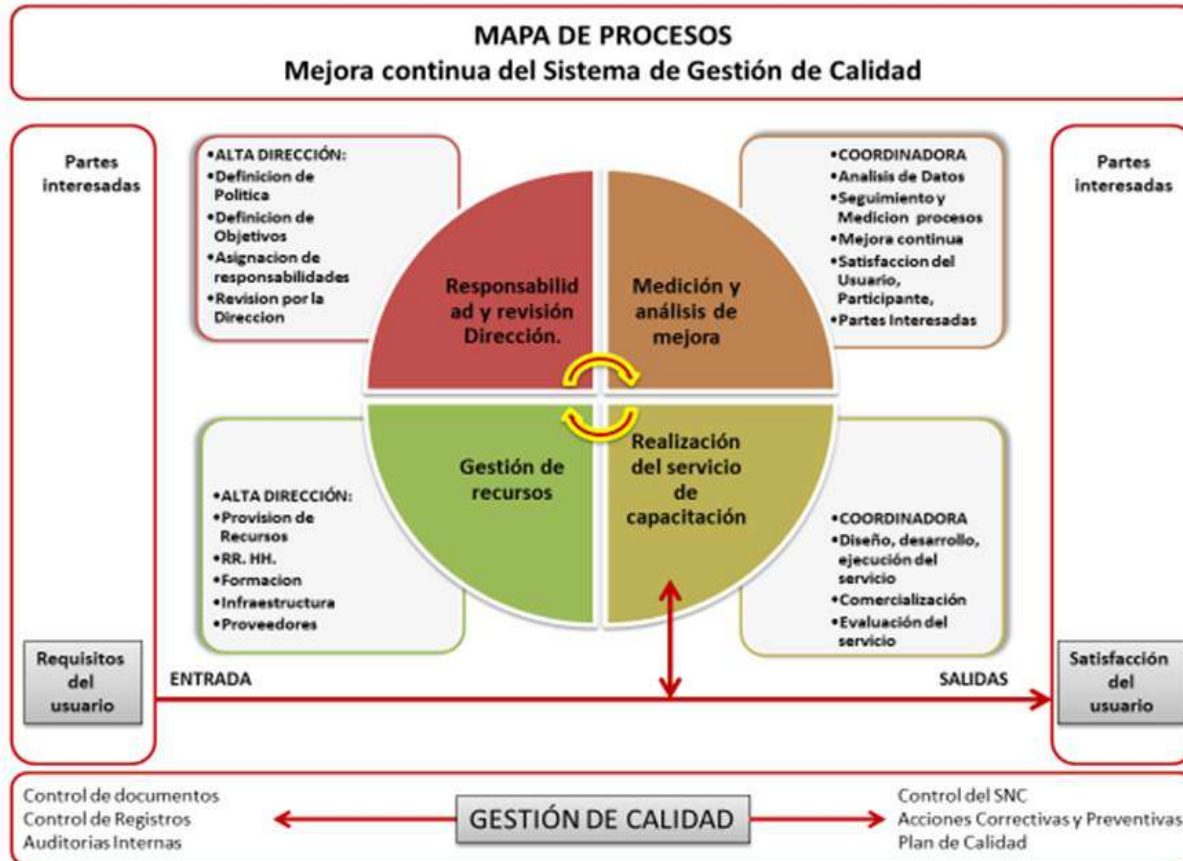 MAPA DE PROCESOS
Mejora continua del Sistema de Gestión de Calidad
Partes
interesadas
•ALTA DIRECCIÓN:
•Definicion de
Politica
•Definicion de
Objetivos
•Asignacion de
responsabilidades
•Revision por la
Direccion
Responsabilid
ad y revisión
Dirección.
Medición y
análisis de
mejora
•COORDINADORA
•Analisis de Datos
•Seguimiento y
Medicion procesos
•Mejora continua
•Satisfaccion del
Usuario,
Participante,
•Partes Interesadas
Partes
interesadas
•ALTA DIRECCIÓN:
•Provision de
Recursos
•RR. HH.
•Formacion
•Infraestructura
•Proveedores
Gestión de
recursos
Realización
del servicio
de
capacitación
•COORDINADORA
•Diseño, desarrollo,
ejecución del
servicio
•Comercialización
•Evaluación del
servicio
Requisitos
del
usuario
ENTRADA
SALIDAS
Satisfacción
del
usuario
Control de documentos
Control de Registros
Auditorias Internas
GESTIÓN DE CALIDAD
Control del SNC
Acciones Correctivas y Preventivas
Plan de Calidad